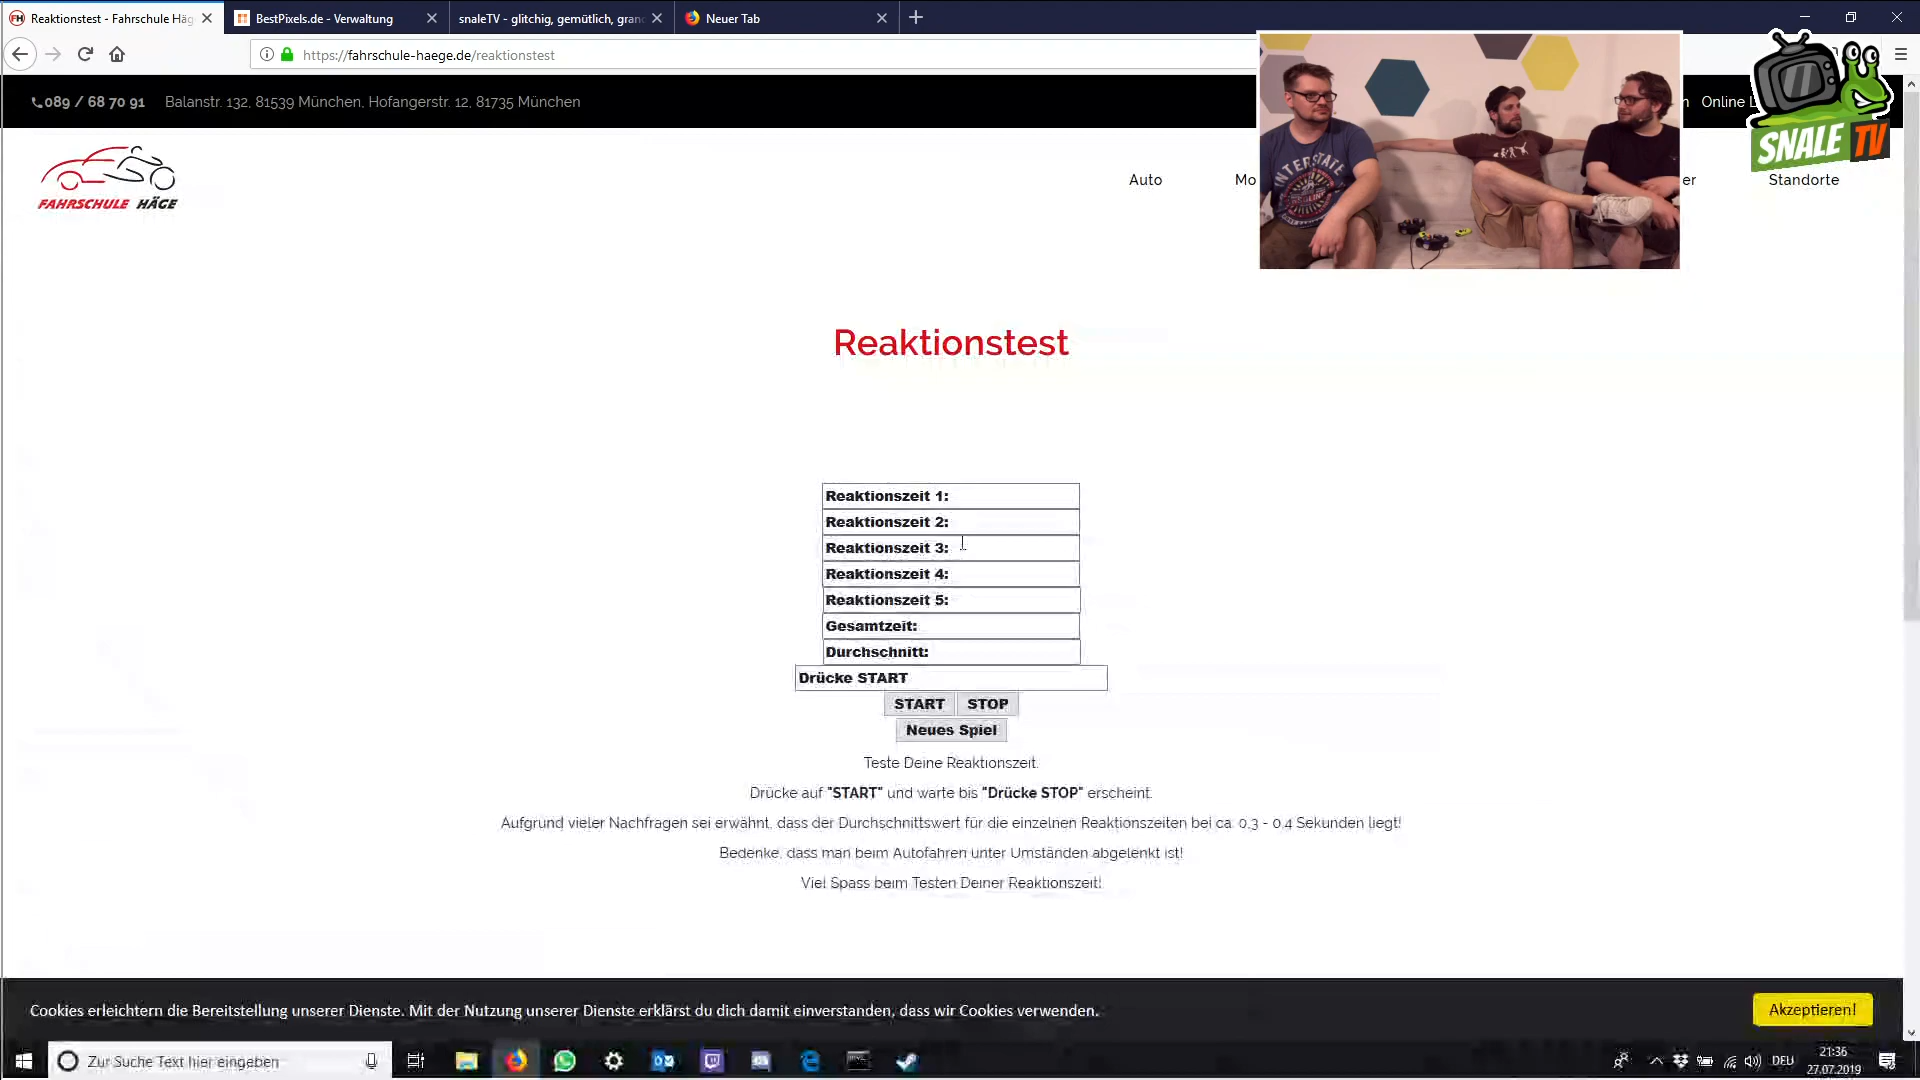 Reaktionstest - Fahrschule Häg
BestPixels.de - Verwaltung
snaleTV - glitchig, gemütlich, gran
Neuer Tab
https://fahrschule-haege.de/reaktionstest
089 / 68 70 91 Balanstr. 132, 81539 München, Hofangerstr. 12, 81735 München
Online
SNALE TV
FAHRSCHULE HÄGE
Auto
Mo
er
Standorte
INTERSTATE
Reaktionstest
Reaktionszeit 1:
Reaktionszeit 2:
Reaktionszeit 3:
Reaktionszeit 4:
Reaktionszeit 5:
Gesamtzeit:
Durchschnitt:
Drücke START
START STOP
Neues Spiel
Teste Deine Reaktionszeit.
Drücke auf "START" und warte bis "Drücke STOP" erscheint.
Aufgrund vieler Nachfragen sei erwähnt, dass der Durchschnittswert für die einzelnen Reaktionszeiten bei ca. 0,3 - 0,4 Sekunden liegt!
Bedenke, dass man beim Autofahren unter Umständen abgelenkt ist!
Viel Spass beim Testen Deiner Reaktionszeit!
Cookies erleichtern die Bereitstellung unserer Dienste. Mit der Nutzung unserer Dienste erklärst du dich damit einverstanden, dass wir Cookies verwenden.
Akzeptieren!
Zur Suche Text hier eingeben
DEU
21:36
27.07.2019